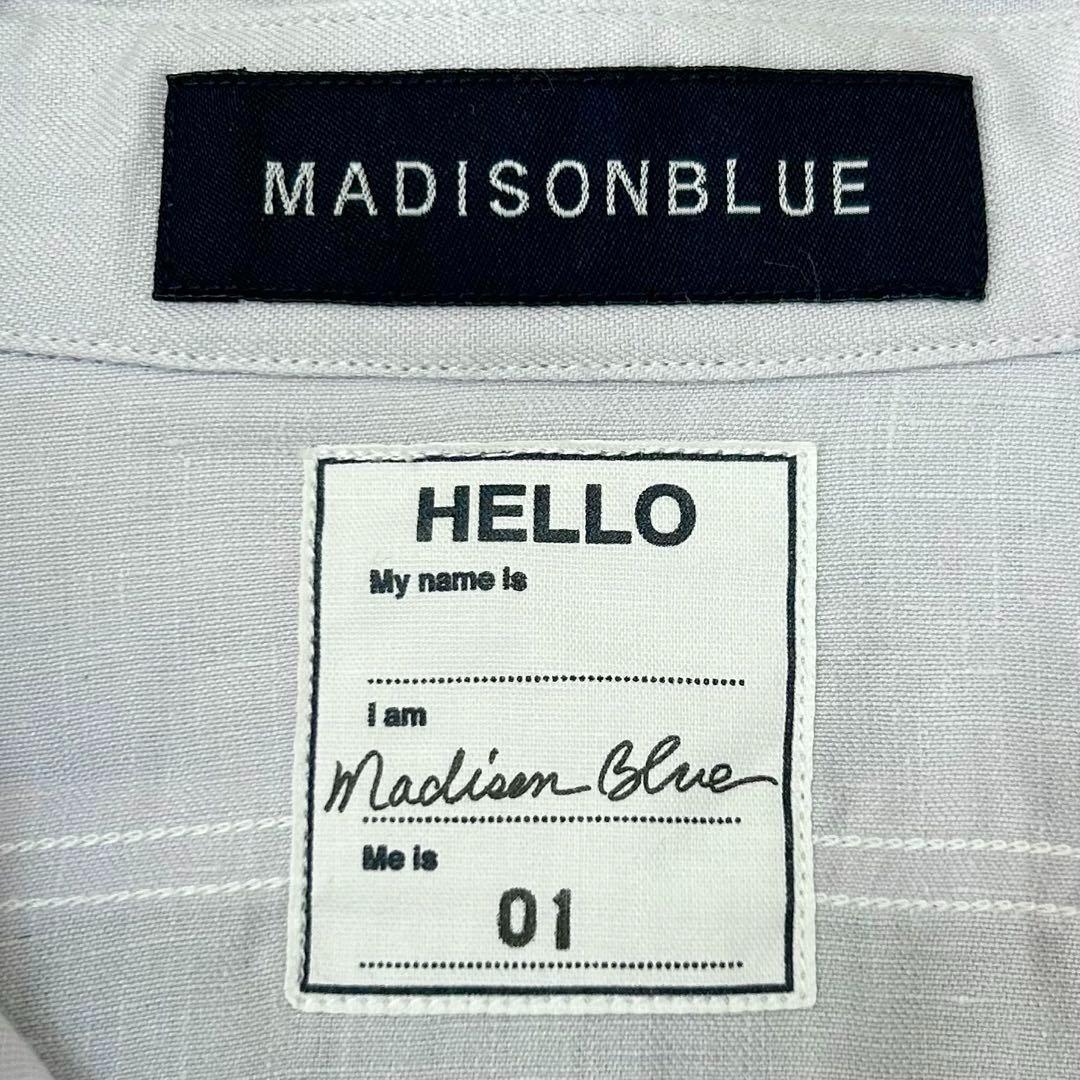 MADISONBLUE
HELLO
My name is
I am
Madison Blue
Me is
01